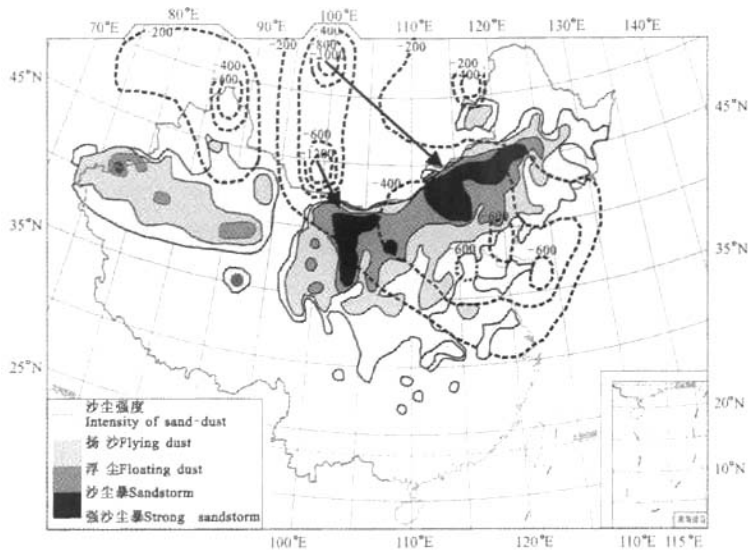 80°E 90°E 100°E 110°E 120°E
70°E 130°E
-200 -400 -200 -800 -1000 -200 -200
-400
45°N 45°N
-600
-1200
-400
35°N 35°N
-600
-600 -600
25°N
沙尘强度
Intensity of sand-dust
扬 沙Flying dust
浮 尘Floating dust
沙尘暴Sandstorm
强沙尘暴Strong sandstorm
20°N
10°N
100°E 110°E 120°E 110°E 115°E